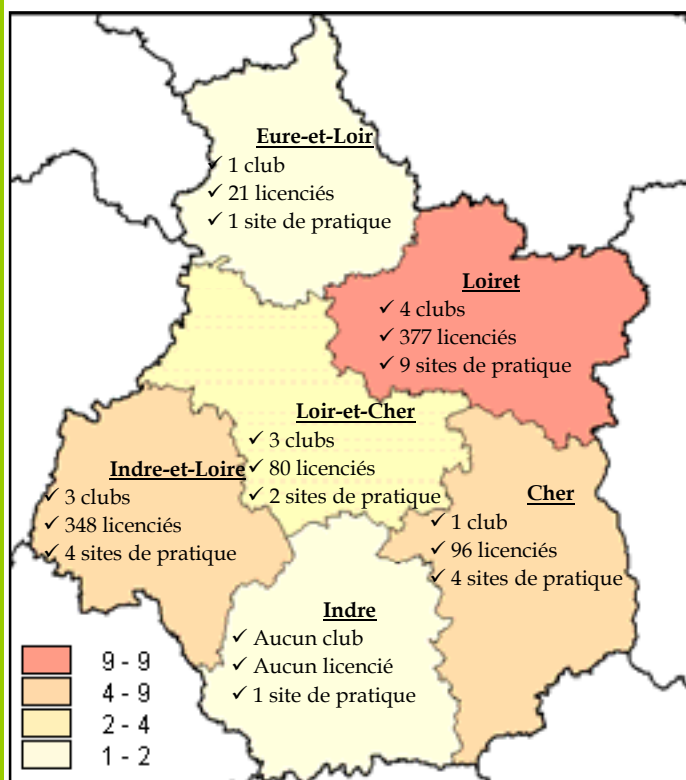 Eure-et-Loir
✓ 1 club
✓ 21 licenciés
✓ 1 site de pratique
Loiret
✓ 4 clubs
✓ 377 licenciés
✓ 9 sites de pratique
Loir-et-Cher
✓ 3 clubs
✓ 80 licenciés
✓ 2 sites de pratique
Indre-et-Loire
✓ 3 clubs
✓ 348 licenciés
✓ 4 sites de pratique
Cher
✓ 1 club
✓ 96 licenciés
✓ 4 sites de pratique
Indre
✓ Aucun club
✓ Aucun licencié
✓ 1 site de pratique
9 - 9
4 - 9
2 - 4
1 - 2